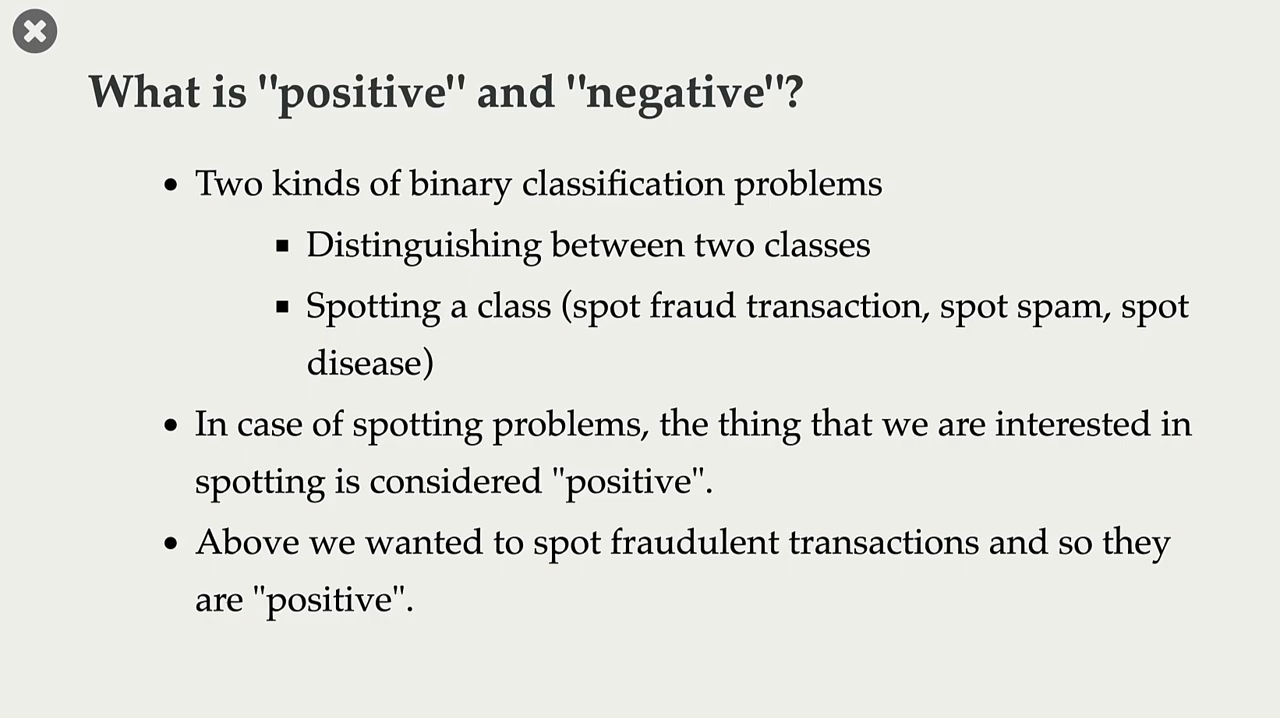 What is "positive" and "negative"?
• Two kinds of binary classification problems
▪ Distinguishing between two classes
▪ Spotting a class (spot fraud transaction, spot spam, spot
disease)
• In case of spotting problems, the thing that we are interested in
spotting is considered "positive".
• Above we wanted to spot fraudulent transactions and so they
are "positive".